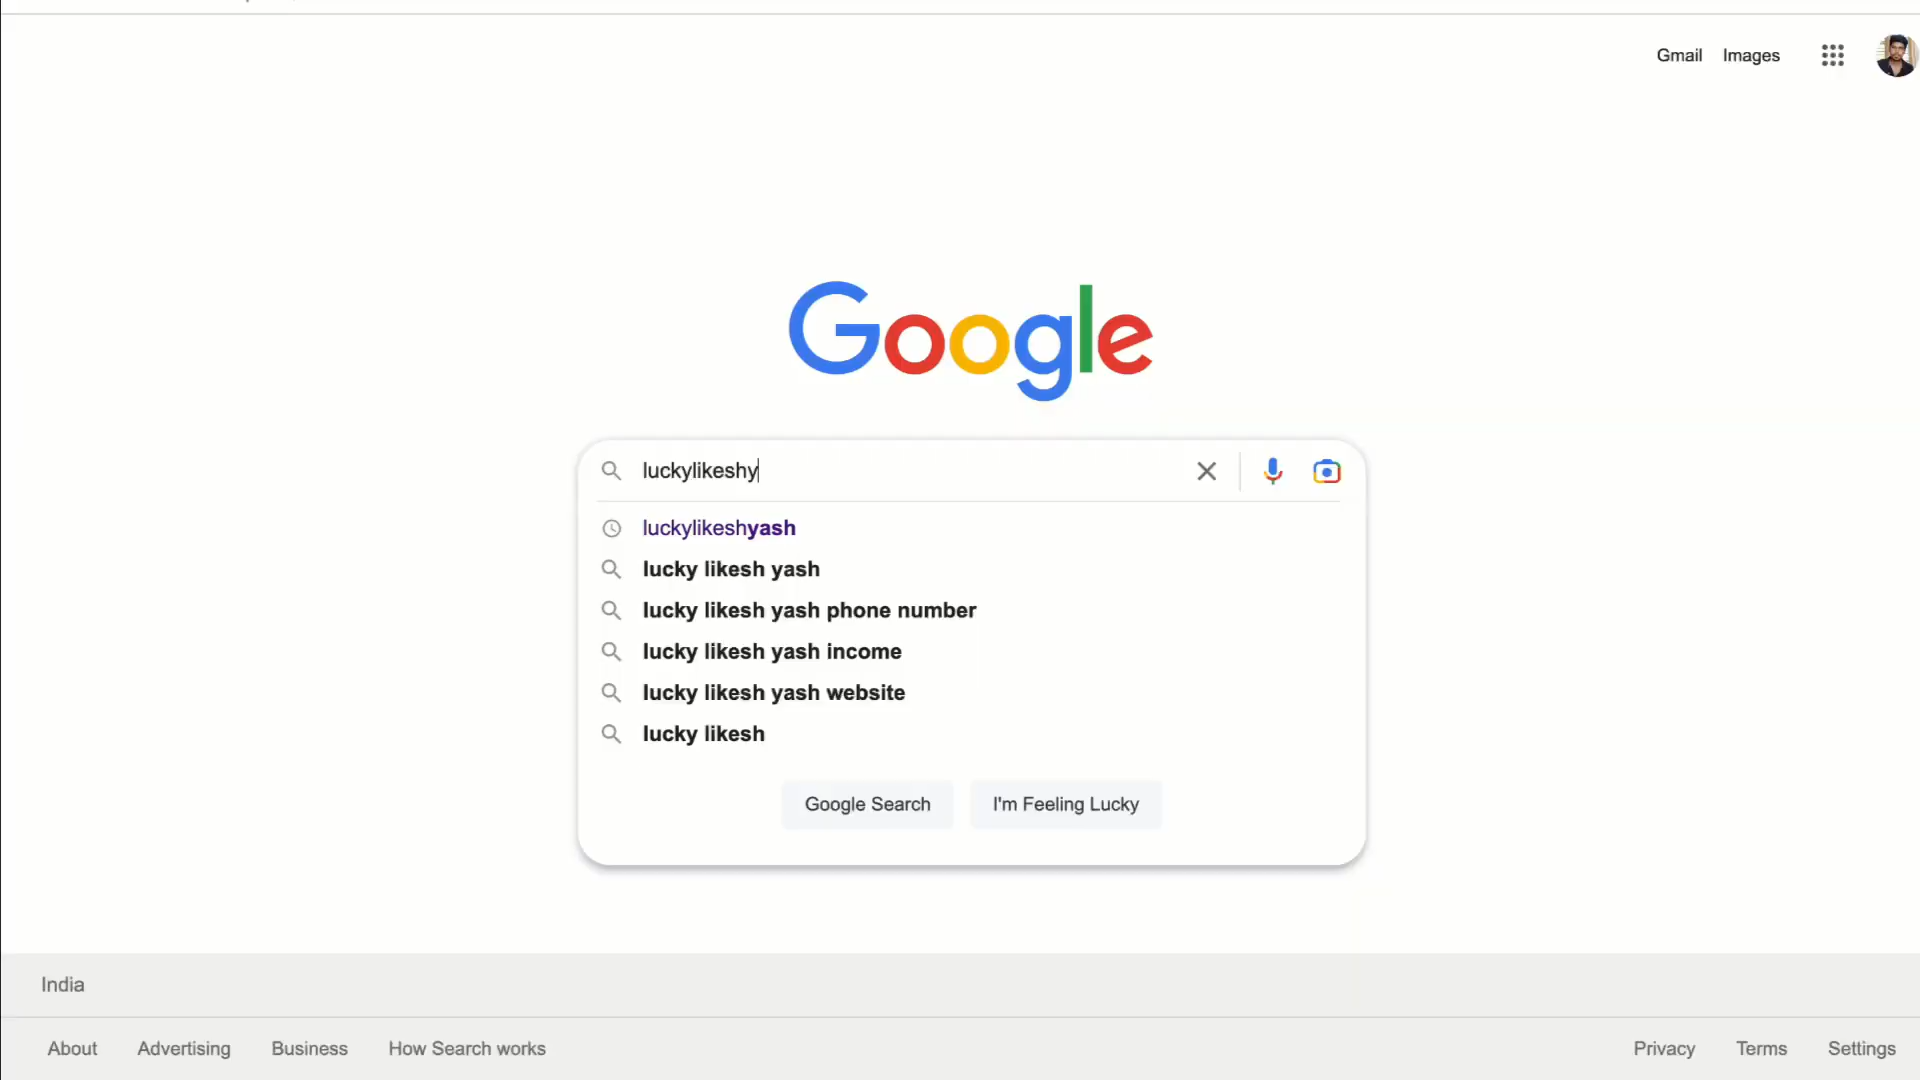 Gmail Images
Google
luckylikeshy
luckylikeshyash
lucky likesh yash
lucky likesh yash phone number
lucky likesh yash income
lucky likesh yash website
lucky likesh
Google Search I'm Feeling Lucky
India
About Advertising Business How Search works Privacy Terms Settings